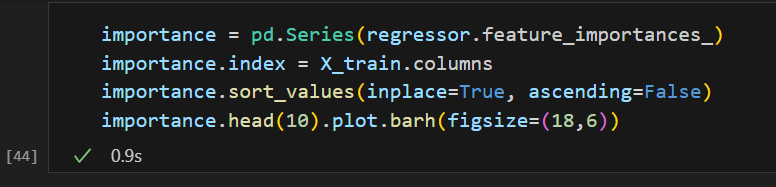 importance = pd.Series(regressor.feature_importances_)
importance.index = X_train.columns
importance.sort_values(inplace=True, ascending=False)
importance.head(10).plot.barh(figsize=(18,6))
[44] ✓ 0.9s